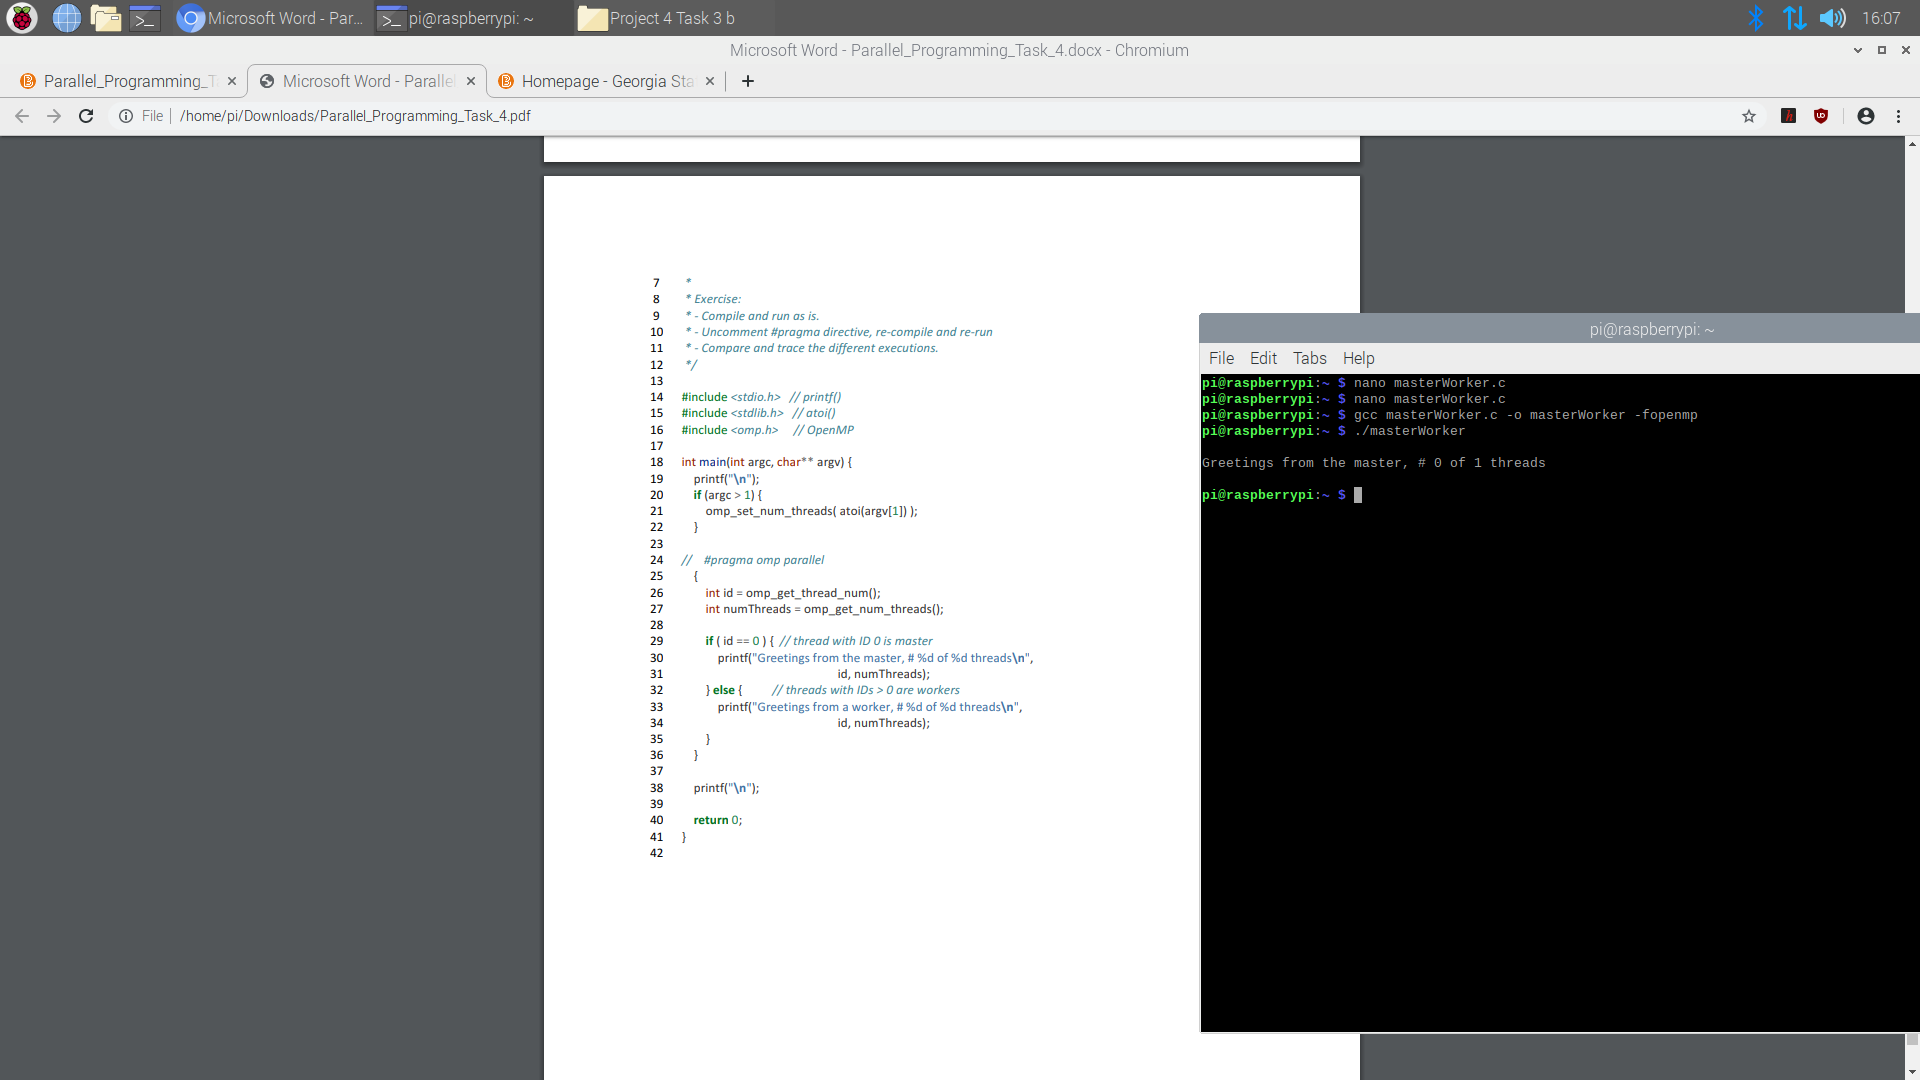 Microsoft Word - Par...
pi@raspberrypi: ~
Project 4 Task 3 b
16:07
Microsoft Word - Parallel_Programming_Task_4.docx - Chromium
Parallel_Programming_T
Microsoft Word - Parallel
Homepage - Georgia Sta
File
/home/pi/Downloads/Parallel_Programming_Task_4.pdf
7 *
8 * Exercise:
9 * - Compile and run as is.
10 * - Uncomment #pragma directive, re-compile and re-run
11 * - Compare and trace the different executions.
12 */
13
14 #include <stdio.h> // printf()
15 #include <stdlib.h> // atoi()
16 #include <omp.h> // OpenMP
17
18 int main(int argc, char** argv) {
19 printf("\n");
20 if (argc > 1) {
21 omp_set_num_threads( atoi(argv[1]) );
22 }
23
24 // #pragma omp parallel
25 {
26 int id = omp_get_thread_num();
27 int numThreads = omp_get_num_threads();
28
29 if ( id == 0 ) { // thread with ID 0 is master
30 printf("Greetings from the master, # %d of %d threads\n",
31 id, numThreads);
32 } else { // threads with IDs > 0 are workers
33 printf("Greetings from a worker, # %d of %d threads\n",
34 id, numThreads);
35 }
36 }
37
38 printf("\n");
39
40 return 0;
41 }
42
pi@raspberrypi: ~
File Edit Tabs Help
pi@raspberrypi:~ $ nano masterWorker.c
pi@raspberrypi:~ $ nano masterWorker.c
pi@raspberrypi:~ $ gcc masterWorker.c -o masterWorker -fopenmp
pi@raspberrypi:~ $ ./masterWorker
Greetings from the master, # 0 of 1 threads
pi@raspberrypi:~ $